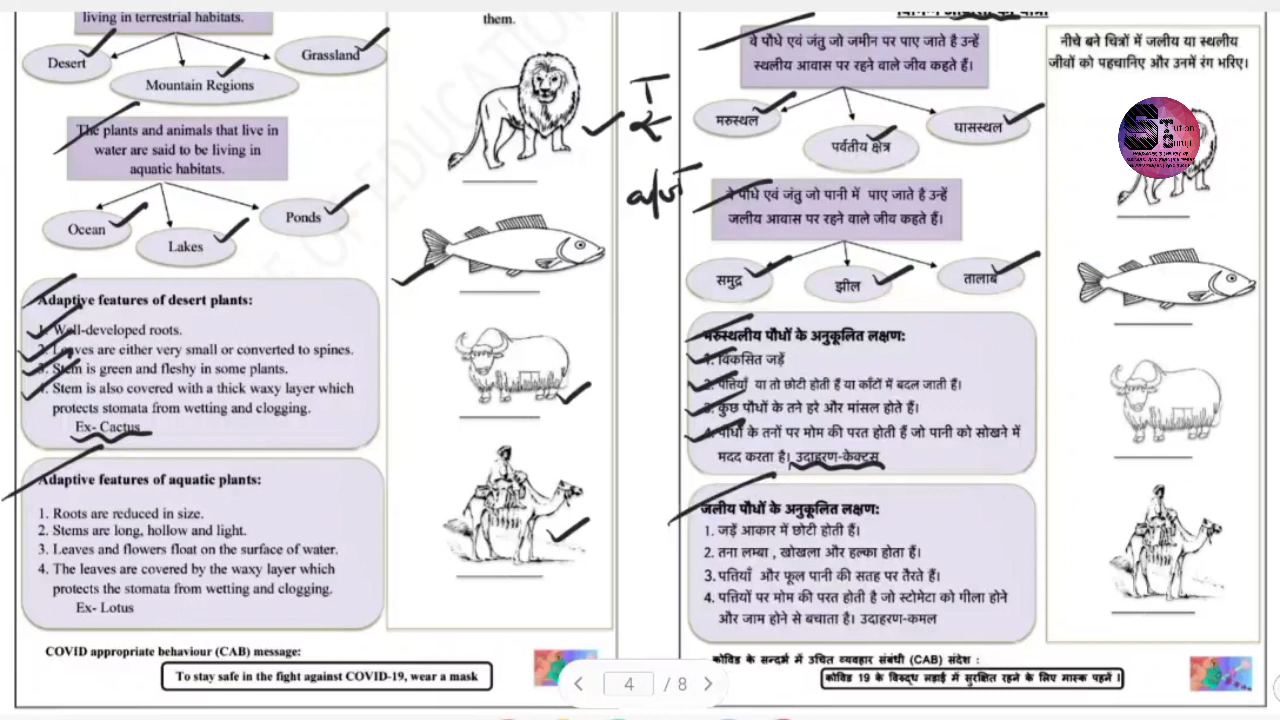 living in terrestrial habitats.
Desert
Mountain Regions
Grassland
The plants and animals that live in
water are said to be living in
aquatic habitats.
Ocean
Lakes
Ponds
Adaptive features of desert plants:
1. Well-developed roots.
2. Leaves are either very small or converted to spines.
3. Stem is green and fleshy in some plants.
4. Stem is also covered with a thick waxy layer which
protects stomata from wetting and clogging.
Ex- Cactus
Adaptive features of aquatic plants:
1. Roots are reduced in size.
2. Stems are long, hollow and light.
3. Leaves and flowers float on the surface of water.
4. The leaves are covered by the waxy layer which
protects the stomata from wetting and clogging.
Ex- Lotus
them.
COVID appropriate behaviour (CAB) message:
To stay safe in the fight against COVID-19, wear a mask
वे पौधे एवं जंतु जो जमीन पर पाए जाते है उन्हें
स्थलीय आवास पर रहने वाले जीव कहते हैं।
मरुस्थल
पर्वतीय क्षेत्र
घासस्थल
वे पौधे एवं जंतु जो पानी में पाए जाते है उन्हें
जलीय आवास पर रहने वाले जीव कहते हैं।
समुद्र
झील
तालाब
मरुस्थलीय पौधों के अनुकूलित लक्षण:
1. विकसित जड़ें
2. पत्तियाँ या तो छोटी होती हैं या काँटों में बदल जाती हैं।
3. कुछ पौधों के तने हरे और मांसल होते हैं।
4. पौधों के तनों पर मोम की परत होती हैं जो पानी को सोखने में
मदद करता है। उदाहरण-केक्टस
जलीय पौधों के अनुकूलित लक्षण:
1. जड़ें आकार में छोटी होती हैं।
2. तना लम्बा , खोखला और हल्का होता हैं।
3. पत्तियाँ और फूल पानी की सतह पर तैरते हैं।
4. पत्तियों पर मोम की परत होती है जो स्टोमेटा को गीला होने
और जाम होने से बचाता है। उदाहरण-कमल
नीचे बने चित्रों में जलीय या स्थलीय
जीवों को पहचानिए और उनमें रंग भरिए।
कोविड के सन्दर्भ में उचित व्यवहार संबंधी (CAB) संदेश :
कोविड 19 के विरुद्ध लड़ाई में सुरक्षित रहने के लिए मास्क पहनें ।
4 / 8